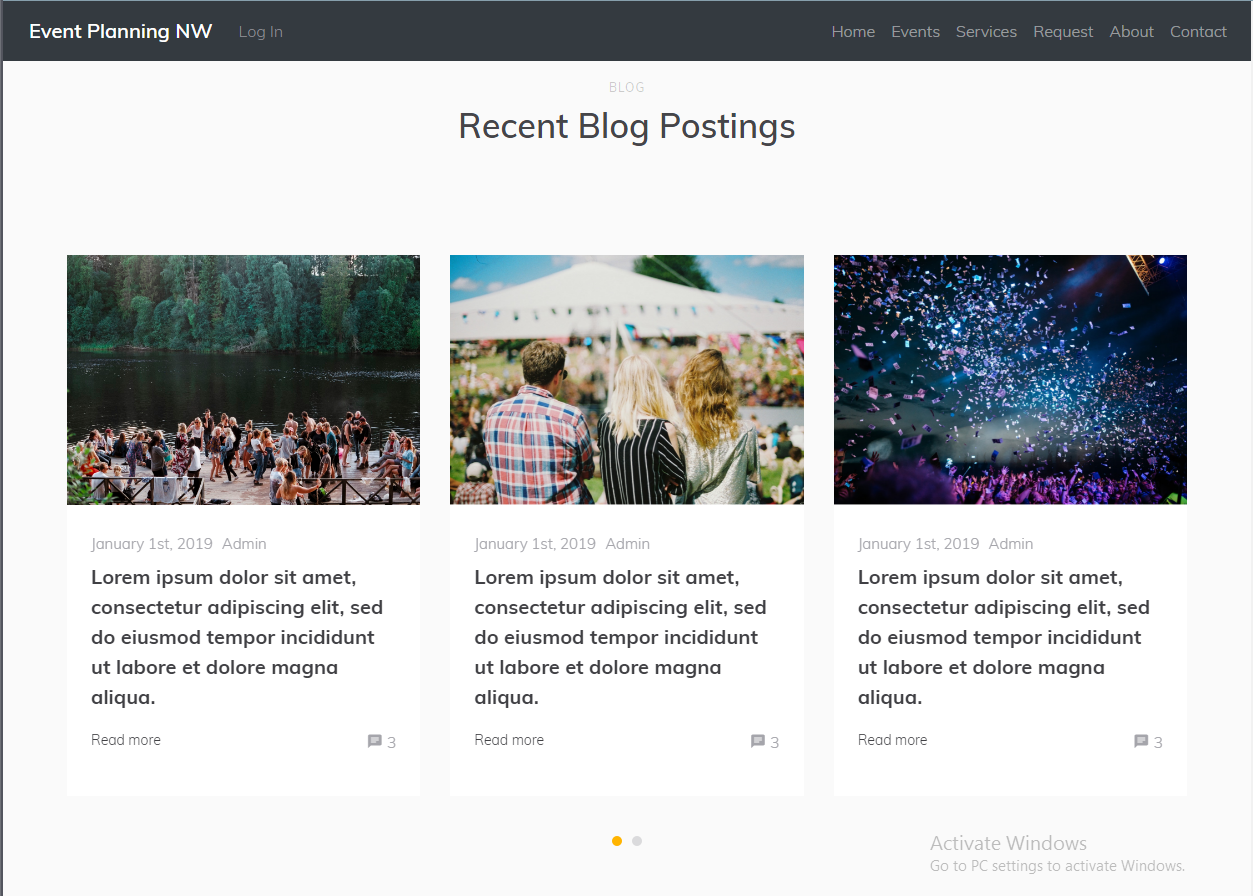 Event Planning NW Log In Home Events Services Request About Contact
BLOG
Recent Blog Postings
January 1st, 2019 Admin
Lorem ipsum dolor sit amet,
consectetur adipiscing elit, sed
do eiusmod tempor incididunt
ut labore et dolore magna
aliqua.
Read more 3
January 1st, 2019 Admin
Lorem ipsum dolor sit amet,
consectetur adipiscing elit, sed
do eiusmod tempor incididunt
ut labore et dolore magna
aliqua.
Read more 3
January 1st, 2019 Admin
Lorem ipsum dolor sit amet,
consectetur adipiscing elit, sed
do eiusmod tempor incididunt
ut labore et dolore magna
aliqua.
Read more 3
Activate Windows
Go to PC settings to activate Windows.